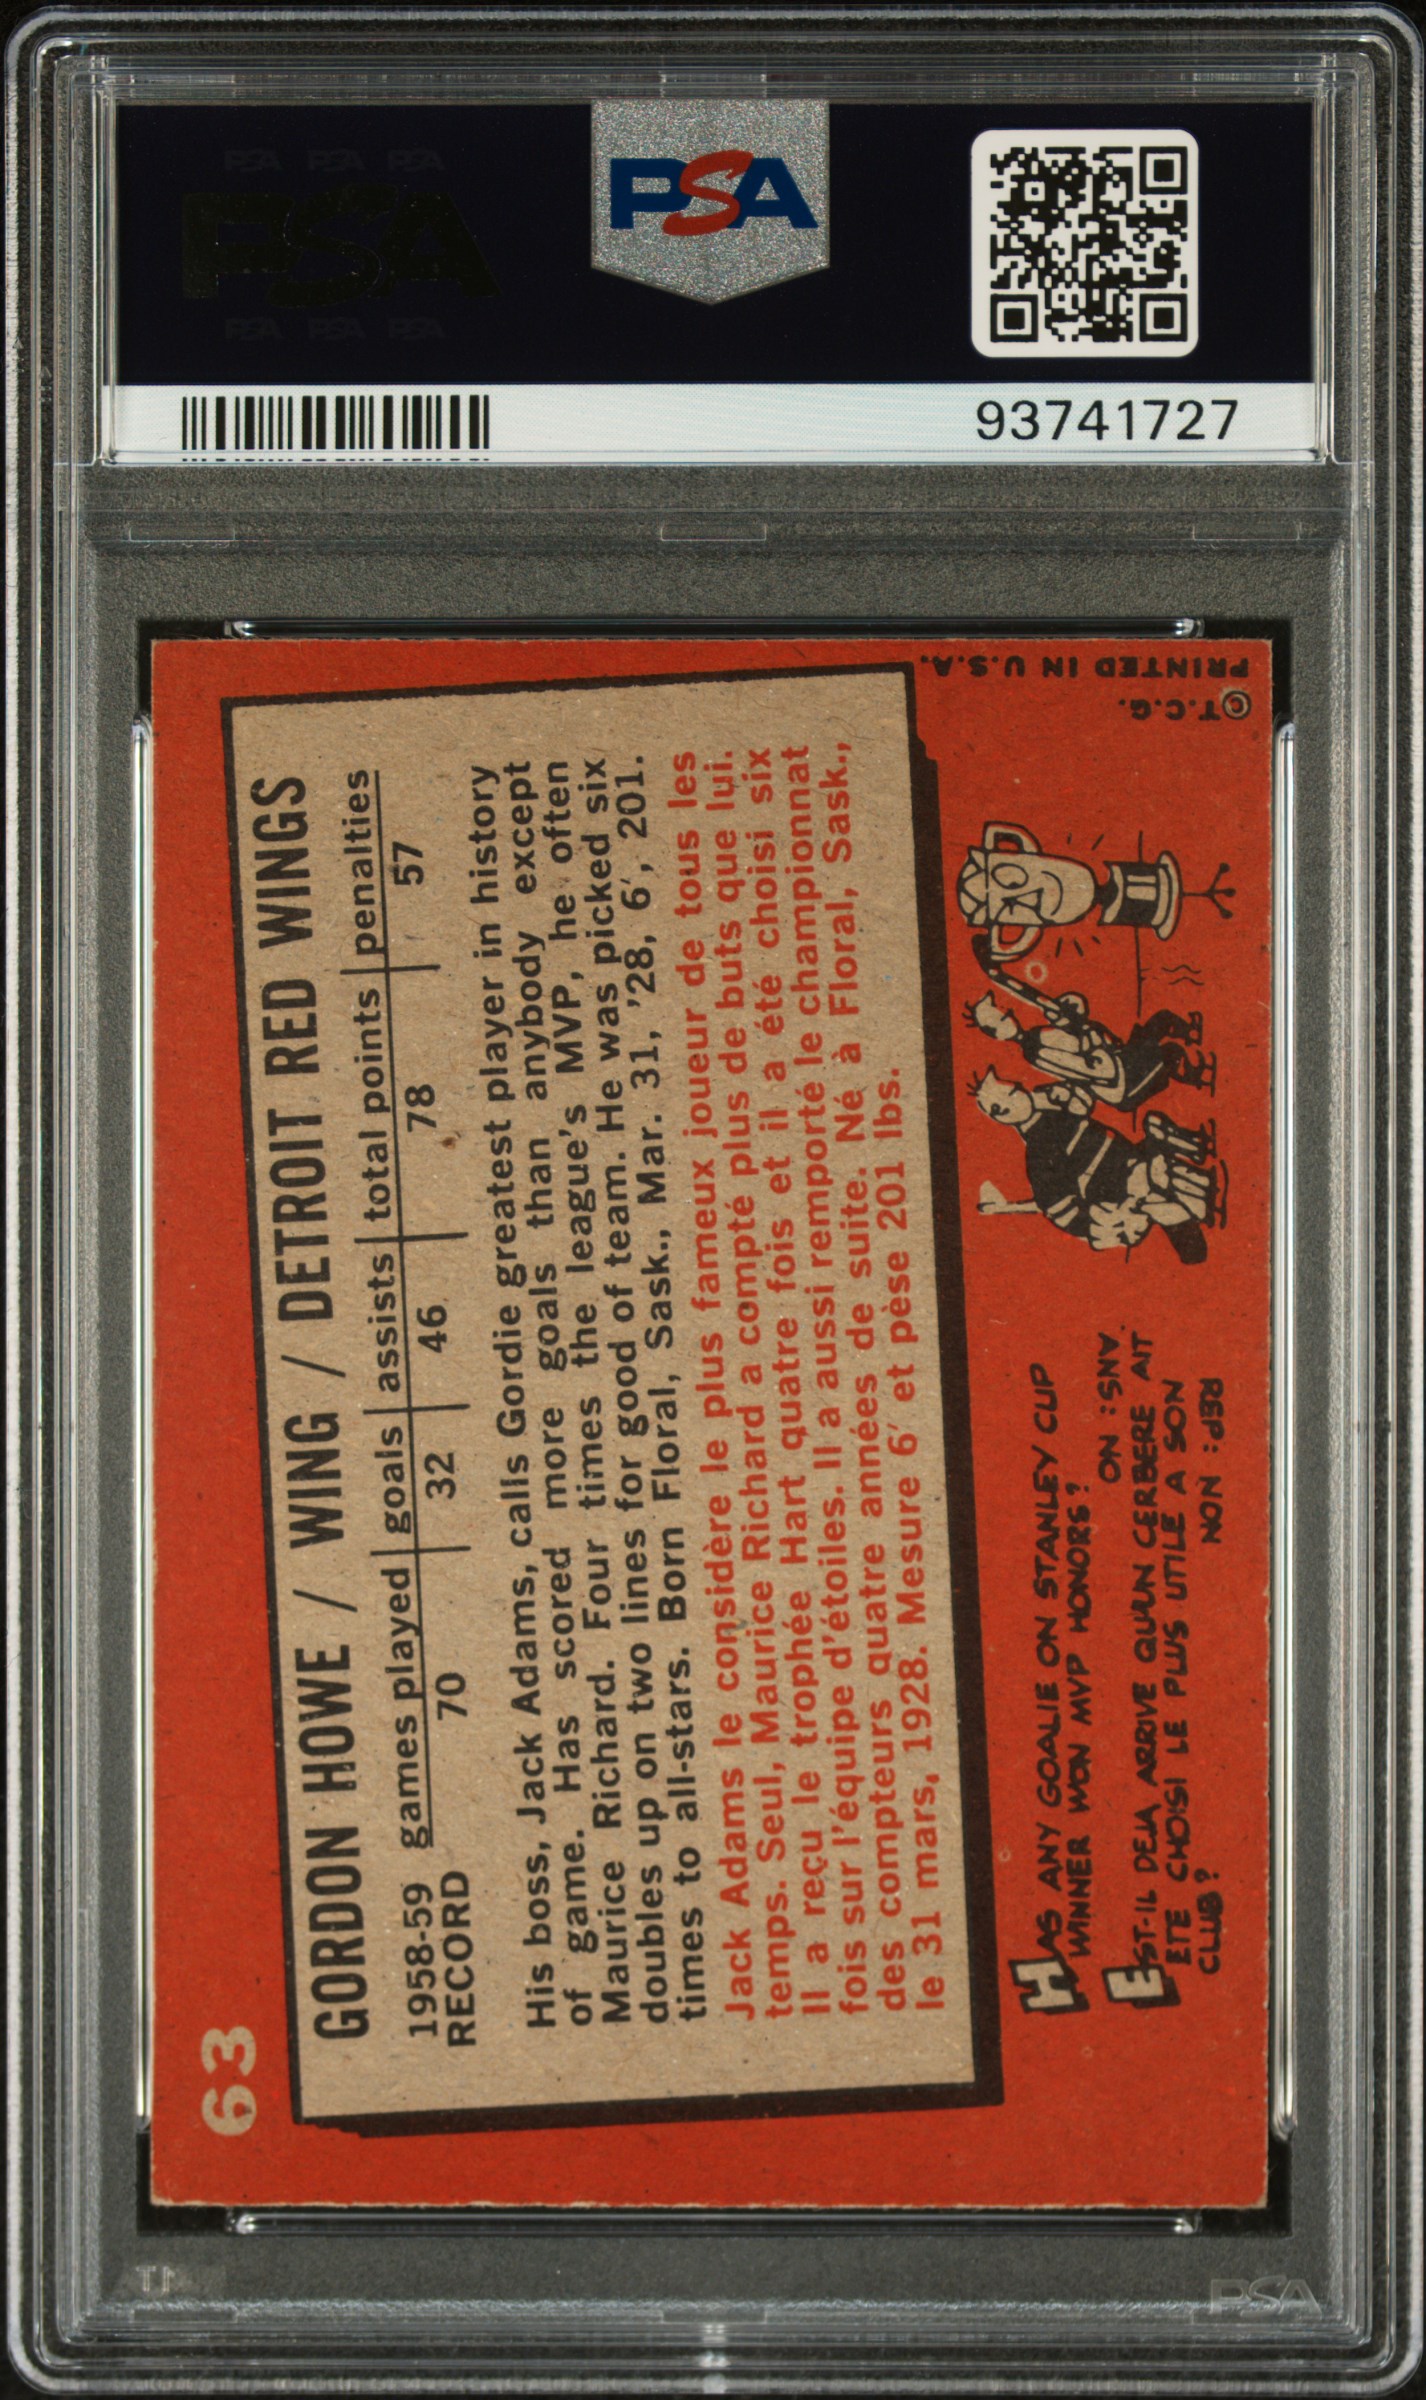 PSA PSA PSA
PSA
PSA PSA PSA
PSA
93741727
63
GORDON HOWE / WING / DETROIT RED WINGS
1958-59 RECORD
games played goals assists total points penalties
70 32 46 78 57
His boss, Jack Adams, calls Gordie greatest player in history
of game. Has scored more goals than anybody except
Maurice Richard. Four times the league's MVP, he often
doubles up on two lines for good of team. He was picked six
times to all-stars. Born Floral, Sask., Mar. 31, '28, 6', 201.
Jack Adams le considère le plus fameux joueur de tous les
temps. Seul, Maurice Richard a compté plus de buts que lui.
Il a reçu le trophée Hart quatre fois et il a été choisi six
fois sur l'équipe d'étoiles. Il a aussi remporté le championnat
des compteurs quatre années de suite. Né à Floral, Sask.,
le 31 mars, 1928. Mesure 6' et pèse 201 lbs.
HAS ANY GOALIE ON STANLEY CUP
WINNER WON MVP HONORS?
ANS: NO
EST-IL DEJA ARRIVE QU'UN CERBERE AIT
ETE CHOISI LE PLUS UTILE A SON
CLUB?
REP: NON
© T.C.G.
PRINTED IN U.S.A.
PSA